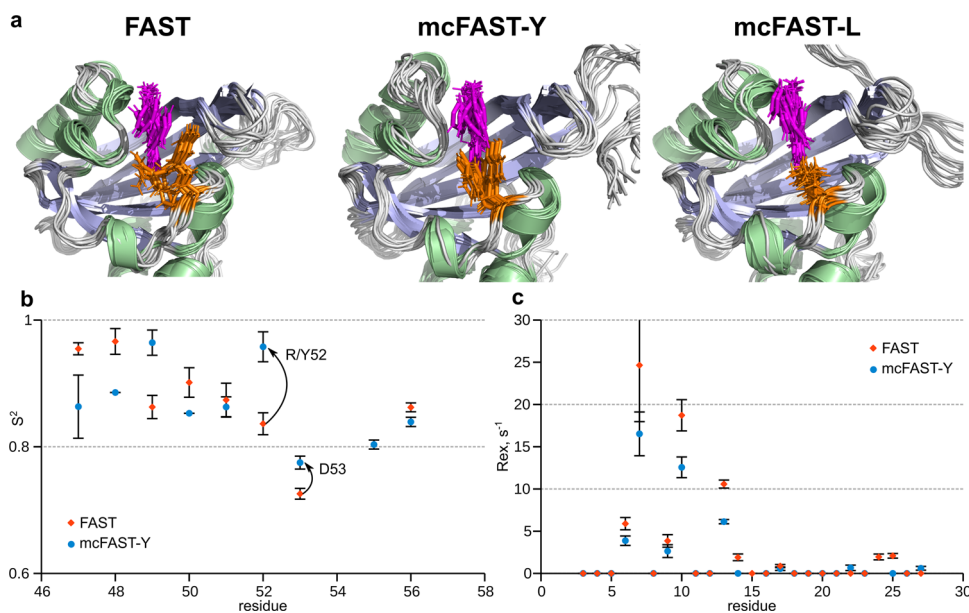 a
FAST
mcFAST-Y
mcFAST-L
b
1
0.8
0.6
S²
R/Y52
D53
FAST
mcFAST-Y
46
48
50
52
54
56
58
residue
c
30
25
20
15
10
5
0
Rex, s⁻¹
FAST
mcFAST-Y
0
5
10
15
20
25
30
residue